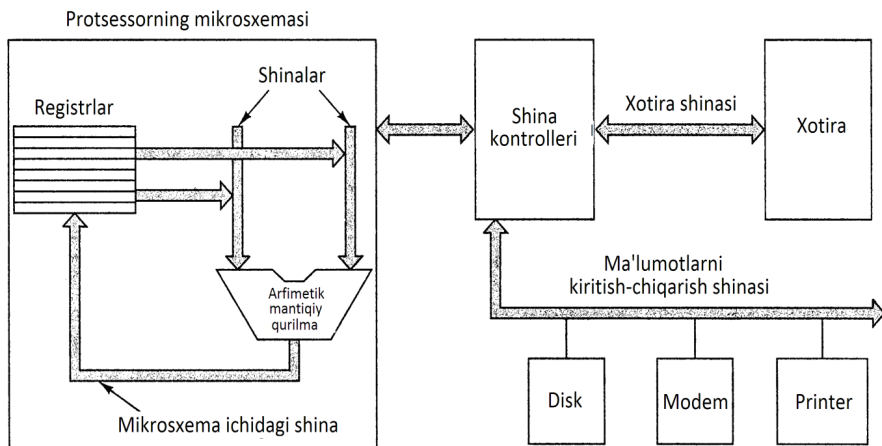 Protsessorning mikrosxemasi
Shinalar
Registrlar
Arfimetik
mantiqiy
qurilma
Mikrosxema ichidagi shina
Shina
kontrolleri
Xotira shinasi
Xotira
Ma'lumotlarni
kiritish-chiqarish shinasi
Disk
Modem
Printer